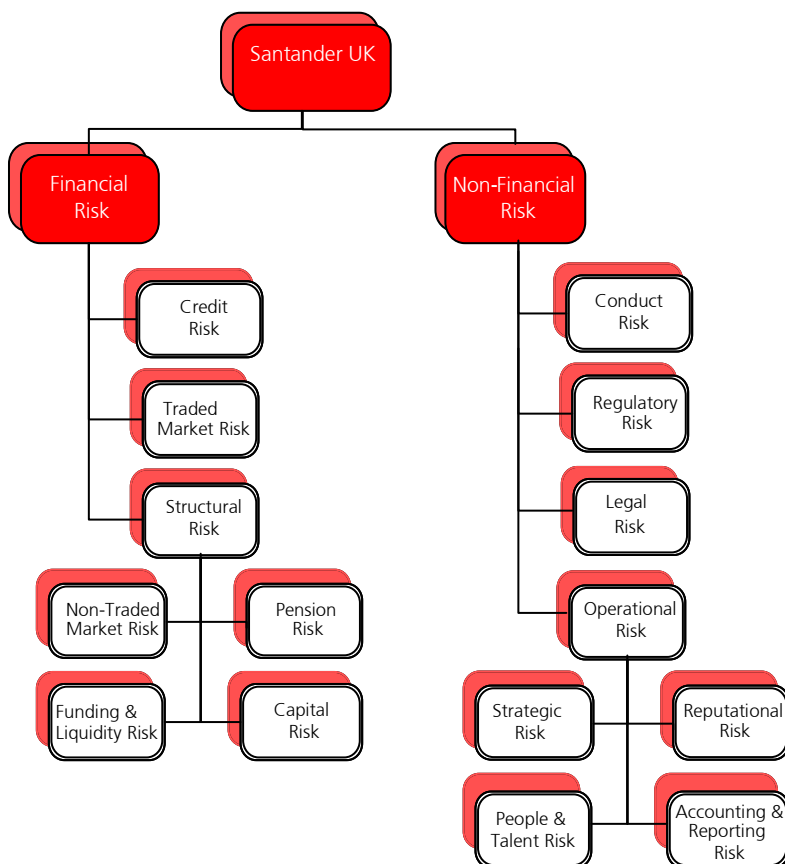 Santander UK
Financial
Risk
Non-Financial
Risk
Credit
Risk
Traded
Market Risk
Structural
Risk
Non-Traded
Market Risk
Pension
Risk
Funding &
Liquidity Risk
Capital
Risk
Conduct
Risk
Regulatory
Risk
Legal
Risk
Operational
Risk
Strategic
Risk
Reputational
Risk
People &
Talent Risk
Accounting &
Reporting
Risk